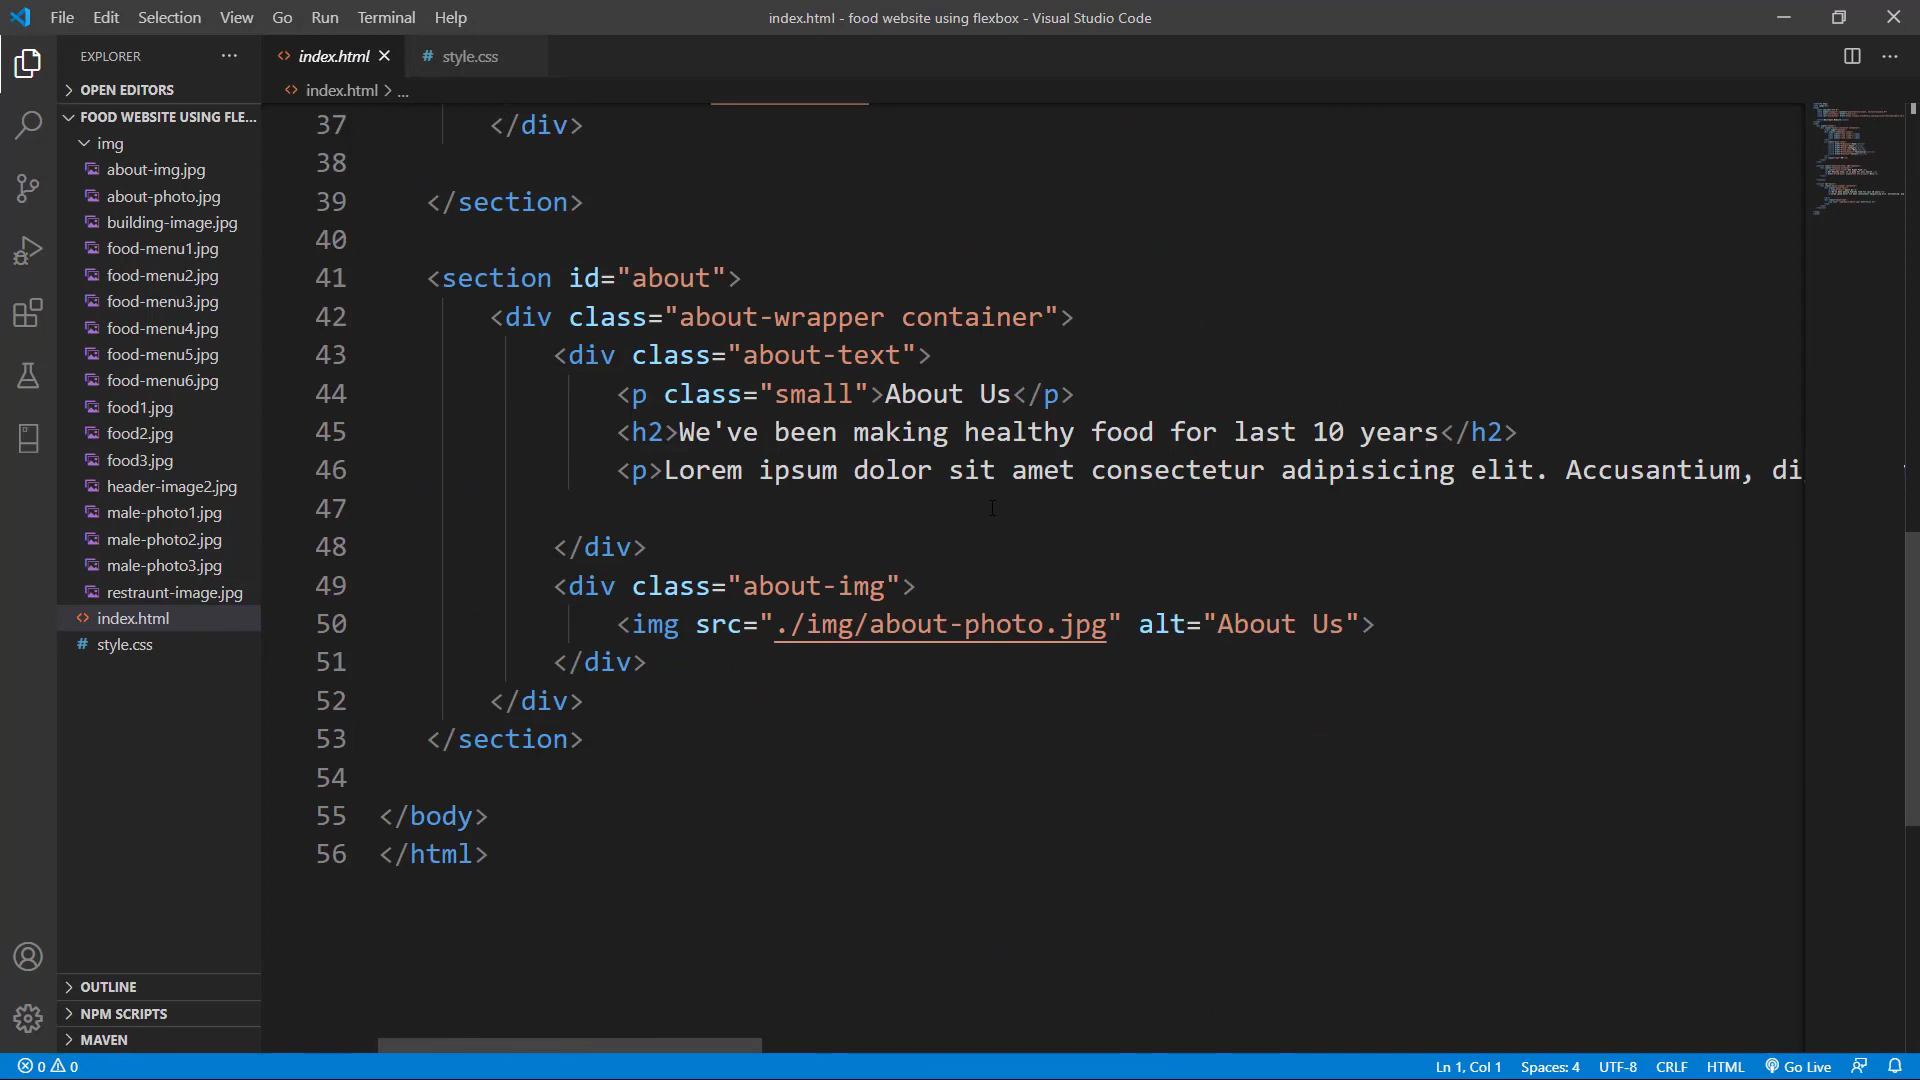 File Edit Selection View Go Run Terminal Help
index.html - food website using flexbox - Visual Studio Code
EXPLORER
OPEN EDITORS
FOOD WEBSITE USING FLE...
img
about-img.jpg
about-photo.jpg
building-image.jpg
food-menu1.jpg
food-menu2.jpg
food-menu3.jpg
food-menu4.jpg
food-menu5.jpg
food-menu6.jpg
food1.jpg
food2.jpg
food3.jpg
header-image2.jpg
male-photo1.jpg
male-photo2.jpg
male-photo3.jpg
restraunt-image.jpg
index.html
style.css
OUTLINE
NPM SCRIPTS
MAVEN
index.html
style.css
index.html > ...
37 </div>
38
39 </section>
40
41 <section id="about">
42 <div class="about-wrapper container">
43 <div class="about-text">
44 <p class="small">About Us</p>
45 <h2>We've been making healthy food for last 10 years</h2>
46 <p>Lorem ipsum dolor sit amet consectetur adipisicing elit. Accusantium, di
47
48 </div>
49 <div class="about-img">
50 <img src="./img/about-photo.jpg" alt="About Us">
51 </div>
52 </div>
53 </section>
54
55 </body>
56 </html>
0 0
Ln 1, Col 1 Spaces: 4 UTF-8 CRLF HTML Go Live